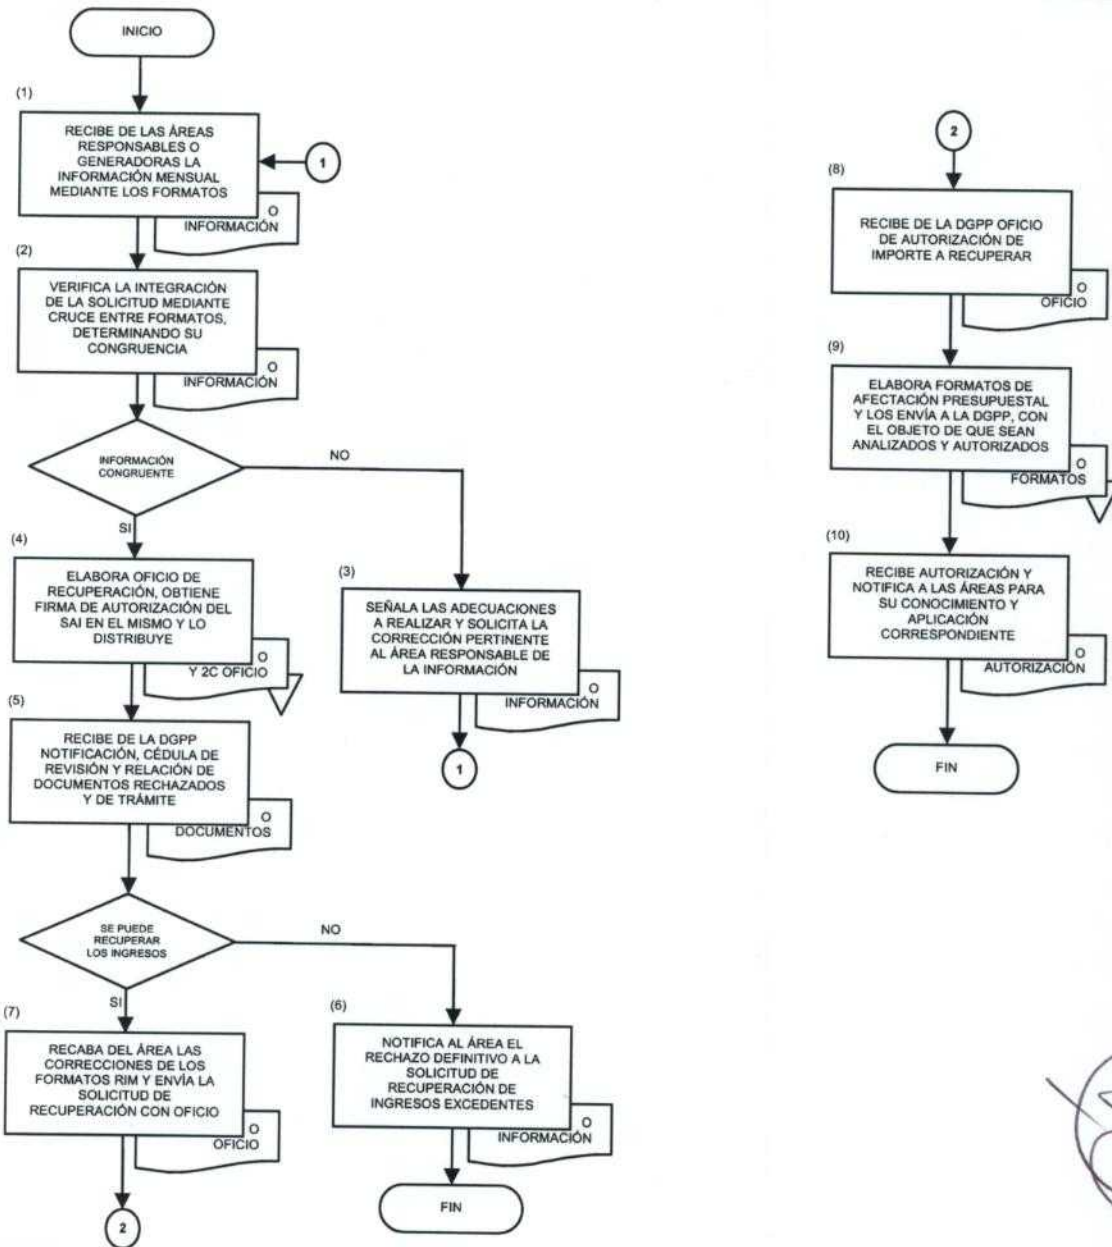 INICIO
(1)
RECIBE DE LAS ÁREAS
RESPONSABLES O
GENERADORAS LA
INFORMACIÓN MENSUAL
MEDIANTE LOS FORMATOS
1
O
INFORMACIÓN
(2)
VERIFICA LA INTEGRACIÓN
DE LA SOLICITUD MEDIANTE
CRUCE ENTRE FORMATOS,
DETERMINANDO SU
CONGRUENCIA
O
INFORMACIÓN
INFORMACIÓN
CONGRUENTE
NO
SI
(3)
SEÑALA LAS ADECUACIONES
A REALIZAR Y SOLICITA LA
CORRECCIÓN PERTINENTE
AL ÁREA RESPONSABLE DE
LA INFORMACIÓN
O
INFORMACIÓN
1
(4)
ELABORA OFICIO DE
RECUPERACIÓN, OBTIENE
FIRMA DE AUTORIZACIÓN DEL
SAI EN EL MISMO Y LO
DISTRIBUYE
O
Y 2C OFICIO
(5)
RECIBE DE LA DGPP
NOTIFICACIÓN, CÉDULA DE
REVISIÓN Y RELACIÓN DE
DOCUMENTOS RECHAZADOS
Y DE TRÁMITE
O
DOCUMENTOS
SE PUEDE
RECUPERAR
LOS INGRESOS
NO
SI
(6)
NOTIFICA AL ÁREA EL
RECHAZO DEFINITIVO A LA
SOLICITUD DE
RECUPERACIÓN DE
INGRESOS EXCEDENTES
O
INFORMACIÓN
FIN
(7)
RECABA DEL ÁREA LAS
CORRECCIONES DE LOS
FORMATOS RIM Y ENVÍA LA
SOLICITUD DE
RECUPERACIÓN CON OFICIO
O
OFICIO
2
2
(8)
RECIBE DE LA DGPP OFICIO
DE AUTORIZACIÓN DE
IMPORTE A RECUPERAR
O
OFICIO
(9)
ELABORA FORMATOS DE
AFECTACIÓN PRESUPUESTAL
Y LOS ENVÍA A LA DGPP, CON
EL OBJETO DE QUE SEAN
ANALIZADOS Y AUTORIZADOS
O
FORMATOS
(10)
RECIBE AUTORIZACIÓN Y
NOTIFICA A LAS ÁREAS PARA
SU CONOCIMIENTO Y
APLICACIÓN
CORRESPONDIENTE
O
AUTORIZACIÓN
FIN